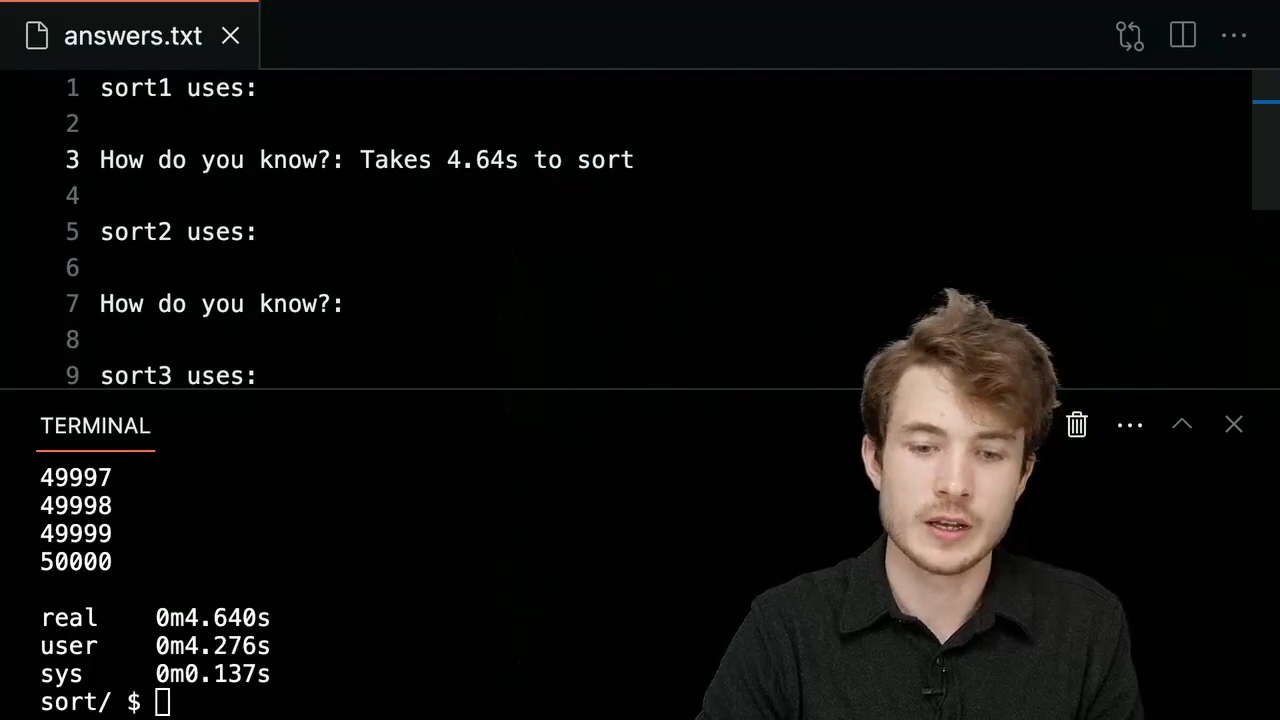 answers.txt
1 sort1 uses:
2
3 How do you know?: Takes 4.64s to sort
4
5 sort2 uses:
6
7 How do you know?:
8
9 sort3 uses:
TERMINAL
49997
49998
49999
50000
real 0m4.640s
user 0m4.276s
sys 0m0.137s
sort/ $